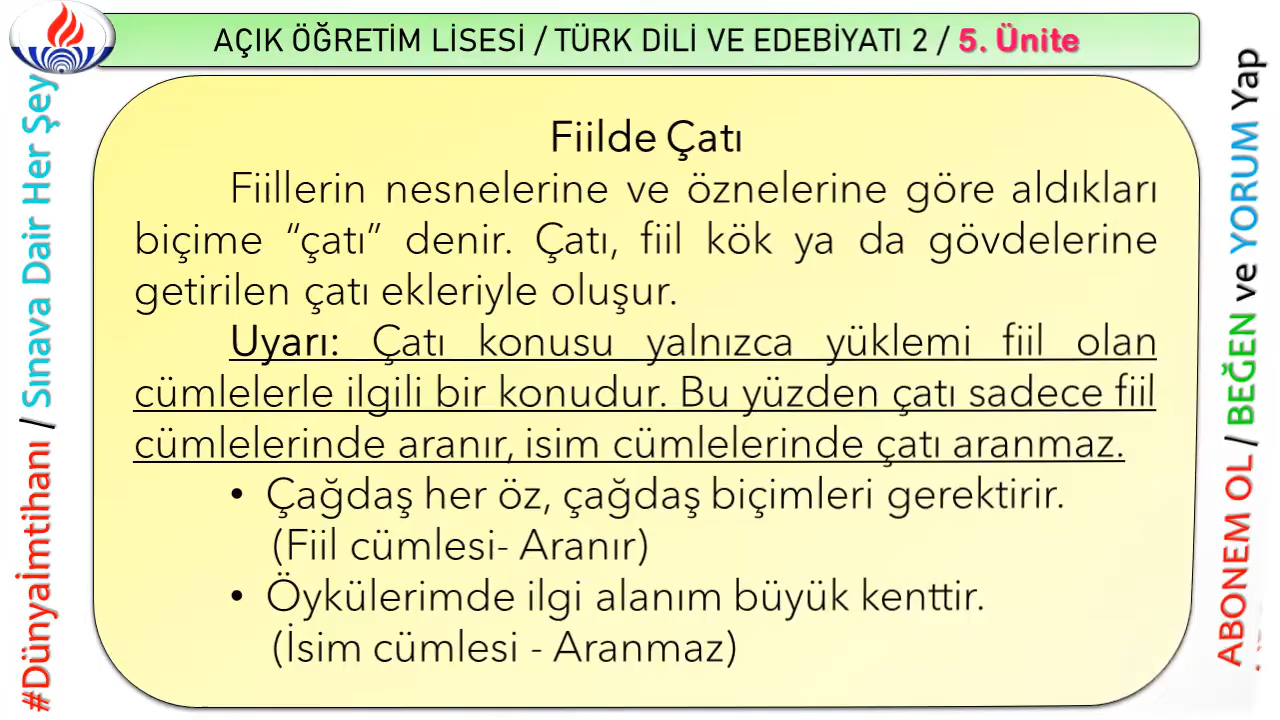 AÇIK ÖĞRETİM LİSESİ / TÜRK DİLİ VE EDEBİYATI 2 / 5. Ünite
#Dünyaİmtihanı / Sınava Dair Her Şey
Fiilde Çatı
Fiillerin nesnelerine ve öznelerine göre aldıkları
biçime “çatı” denir. Çatı, fiil kök ya da gövdelerine
getirilen çatı ekleriyle oluşur.
Uyarı: Çatı konusu yalnızca yüklemi fiil olan
cümlelerle ilgili bir konudur. Bu yüzden çatı sadece fiil
cümlelerinde aranır, isim cümlelerinde çatı aranmaz.
• Çağdaş her öz, çağdaş biçimleri gerektirir.
(Fiil cümlesi- Aranır)
• Öykülerimde ilgi alanım büyük kenttir.
(İsim cümlesi - Aranmaz)
ABONEM OL / BEĞEN ve YORUM Yap